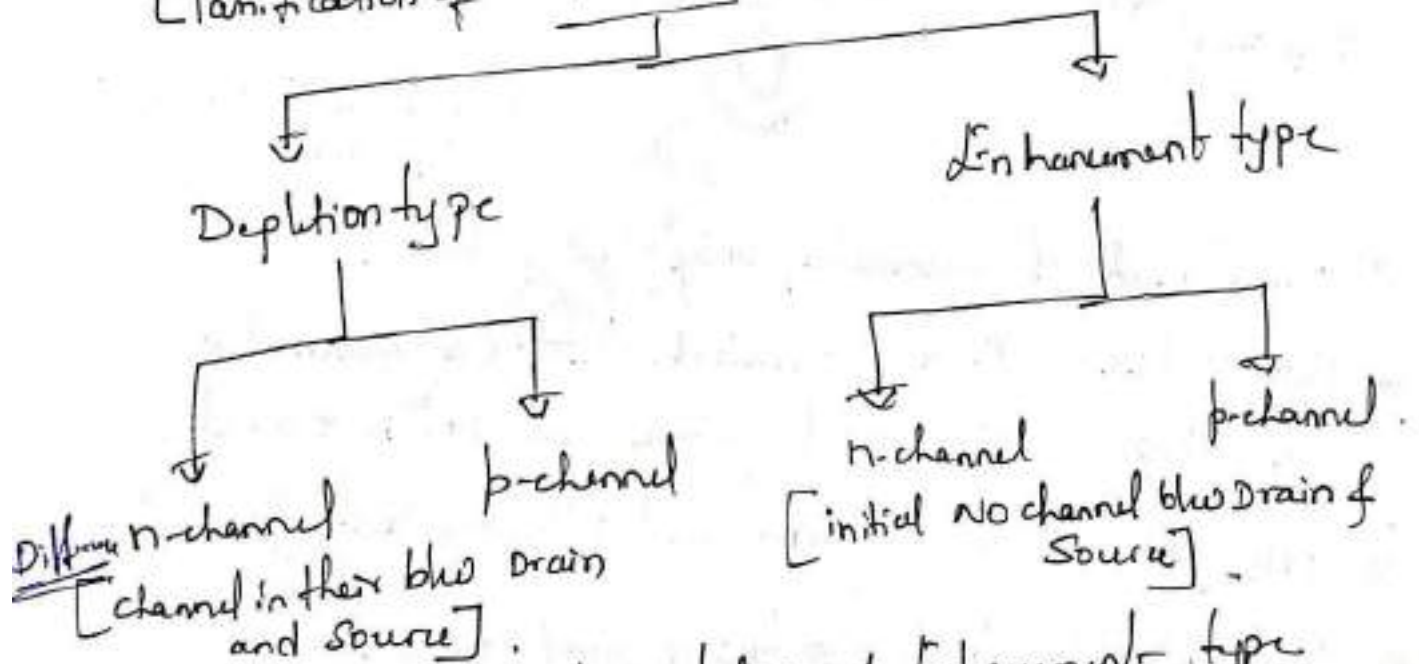 Depletion type
Enhancement type
n-channel
p-channel
n-channel
p-channel.
[channel in their b/w Drain
and Source].
[initial NO channel b/w Drain &
Source].
type